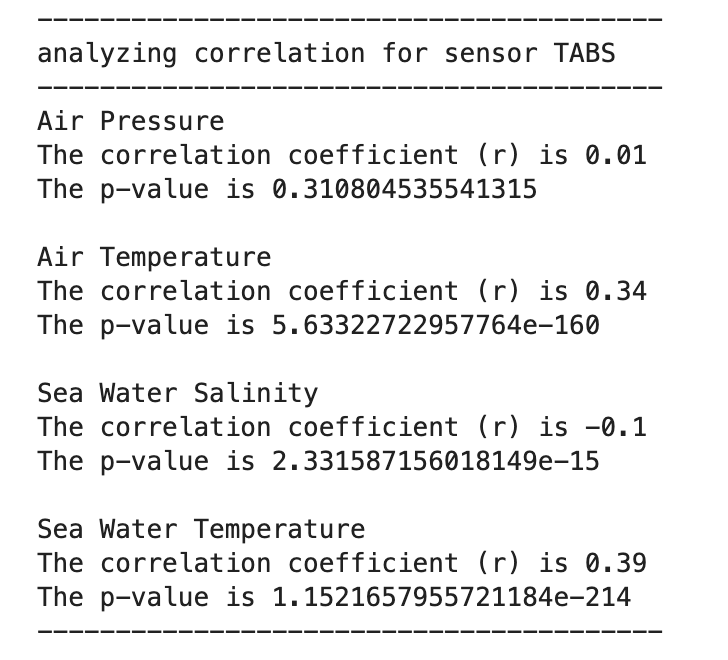 ----------------------------------------
analyzing correlation for sensor TABS
----------------------------------------
Air Pressure
The correlation coefficient (r) is 0.01
The p-value is 0.310804535541315

Air Temperature
The correlation coefficient (r) is 0.34
The p-value is 5.63322722957764e-160

Sea Water Salinity
The correlation coefficient (r) is -0.1
The p-value is 2.331587156018149e-15

Sea Water Temperature
The correlation coefficient (r) is 0.39
The p-value is 1.1521657955721184e-214
----------------------------------------